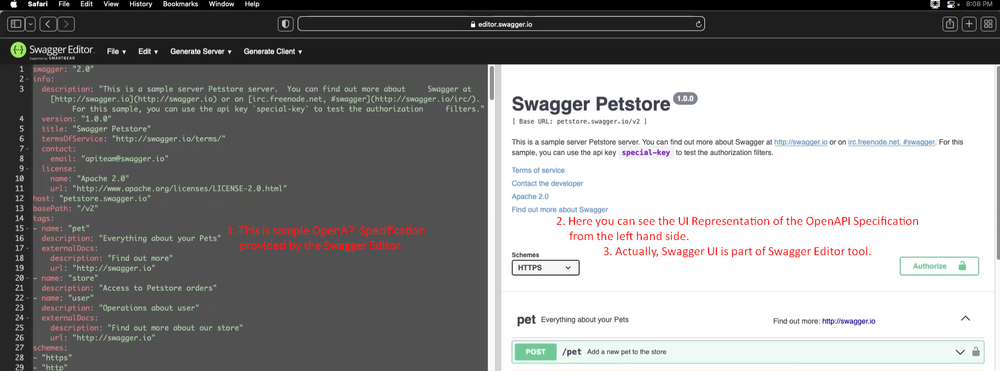 Safari File Edit View History Bookmarks Window Help 8:08 PM
editor.swagger.io
Swagger Editor. File Edit Generate Server Generate Client
Supported by SMARTBEAR
1 swagger: "2.0"
2 info:
3 description: "This is a sample server Petstore server.  You can find out more about     Swagger at
[http://swagger.io](http://swagger.io) or on [irc.freenode.net, #swagger](http://swagger.io/irc/).
For this sample, you can use the api key `special-key` to test the authorization     filters."
4 version: "1.0.0"
5 title: "Swagger Petstore"
6 termsOfService: "http://swagger.io/terms/"
7 contact:
8 email: "apiteam@swagger.io"
9 license:
10 name: "Apache 2.0"
11 url: "http://www.apache.org/licenses/LICENSE-2.0.html"
12 host: "petstore.swagger.io"
13 basePath: "/v2"
14 tags:
15 - name: "pet"
16 description: "Everything about your Pets"
17 externalDocs:
18 description: "Find out more"
19 url: "http://swagger.io"
20 - name: "store"
21 description: "Access to Petstore orders"
22 - name: "user"
23 description: "Operations about user"
24 externalDocs:
25 description: "Find out more about our store"
26 url: "http://swagger.io"
27 schemes:
28 - "https"
29 - "http"
1. This is sample OpenAPi Specification
provided by the Swagger Editor.
Swagger Petstore 1.0.0
[ Base URL: petstore.swagger.io/v2 ]
This is a sample server Petstore server. You can find out more about Swagger at http://swagger.io or on irc.freenode.net, #swagger. For this
sample, you can use the api key special-key to test the authorization filters.
Terms of service
Contact the developer
Apache 2.0
Find out more about Swagger
2. Here you can see the UI Representation of the OpenAPI Specification
from the left hand side.
3. Actually, Swagger UI is part of Swagger Editor tool.
Schemes
HTTPS
Authorize
pet Everything about your Pets Find out more: http://swagger.io
POST /pet Add a new pet to the store